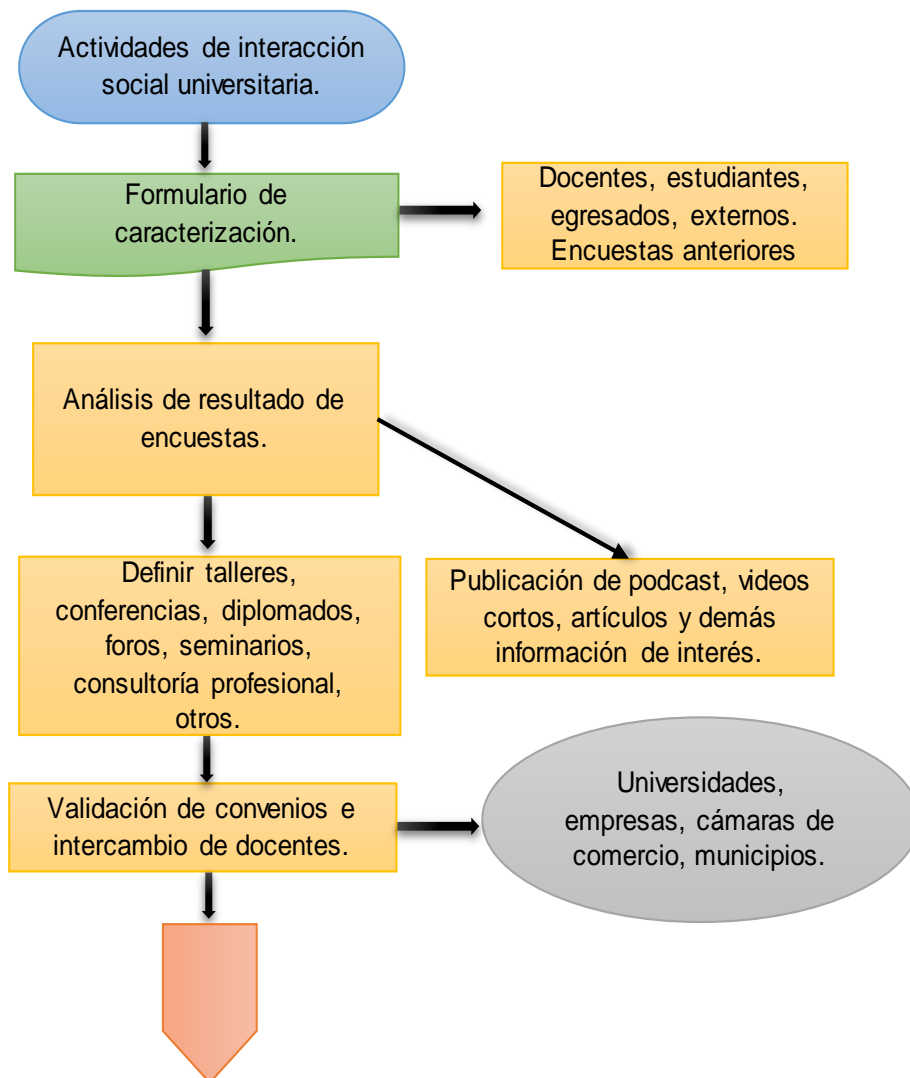 Actividades de interacción
social universitaria.
Formulario de
caracterización.
Docentes, estudiantes,
egresados, externos.
Encuestas anteriores
Análisis de resultado de
encuestas.
Definir talleres,
conferencias, diplomados,
foros, seminarios,
consultoría profesional,
otros.
Publicación de podcast, videos
cortos, artículos y demás
información de interés.
Validación de convenios e
intercambio de docentes.
Universidades,
empresas, cámaras de
comercio, municipios.